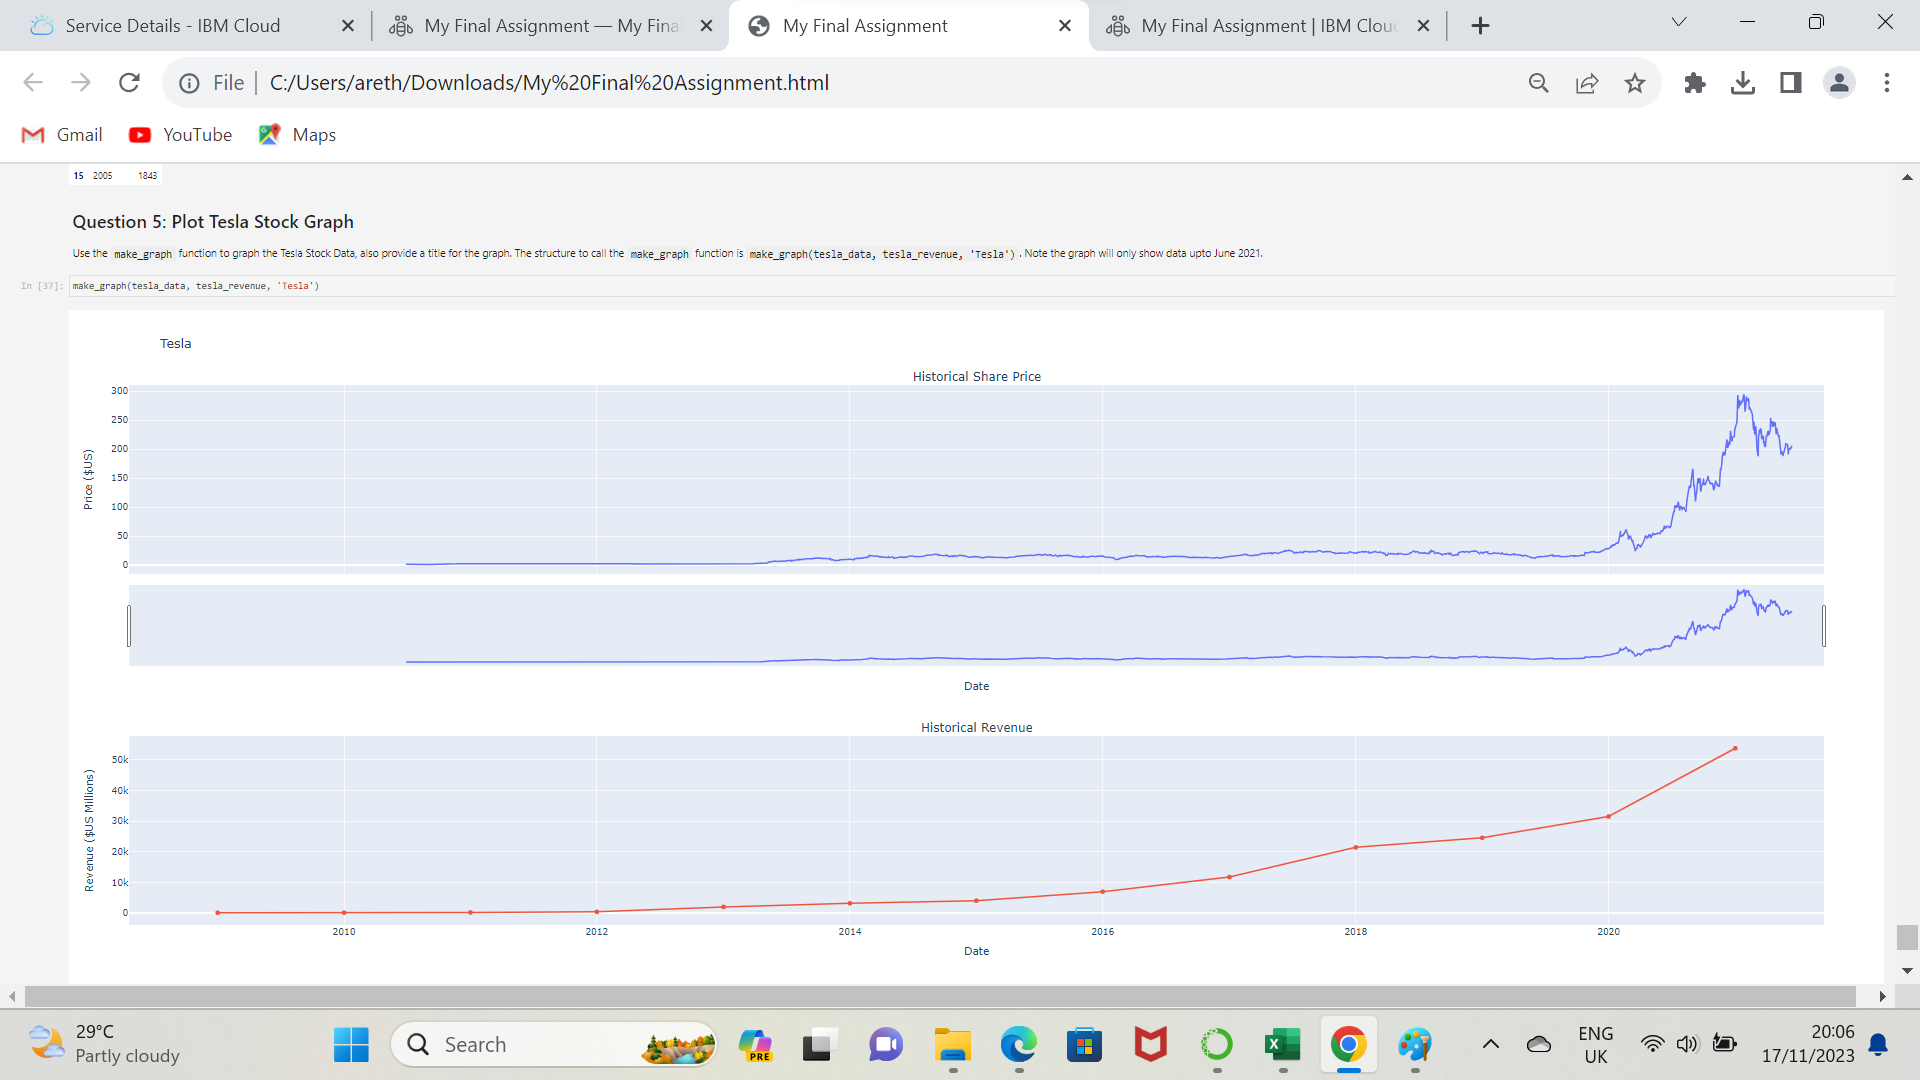 Service Details - IBM Cloud
My Final Assignment — My Fina
My Final Assignment
My Final Assignment | IBM Clou
File
C:/Users/areth/Downloads/My%20Final%20Assignment.html
Gmail
YouTube
Maps
15 2005 1843
Question 5: Plot Tesla Stock Graph
Use the make_graph function to graph the Tesla Stock Data, also provide a title for the graph. The structure to call the make_graph function is make_graph(tesla_data, tesla_revenue, 'Tesla') . Note the graph will only show data upto June 2021.
In [37]: make_graph(tesla_data, tesla_revenue, 'Tesla')
Tesla
Historical Share Price
300
250
200
150
100
50
0
Price ($US)
Date
Historical Revenue
50k
40k
30k
20k
10k
0
Revenue ($US Millions)
2010 2012 2014 2016 2018 2020
Date
29°C
Partly cloudy
Search
PRE
ENG
UK
20:06
17/11/2023